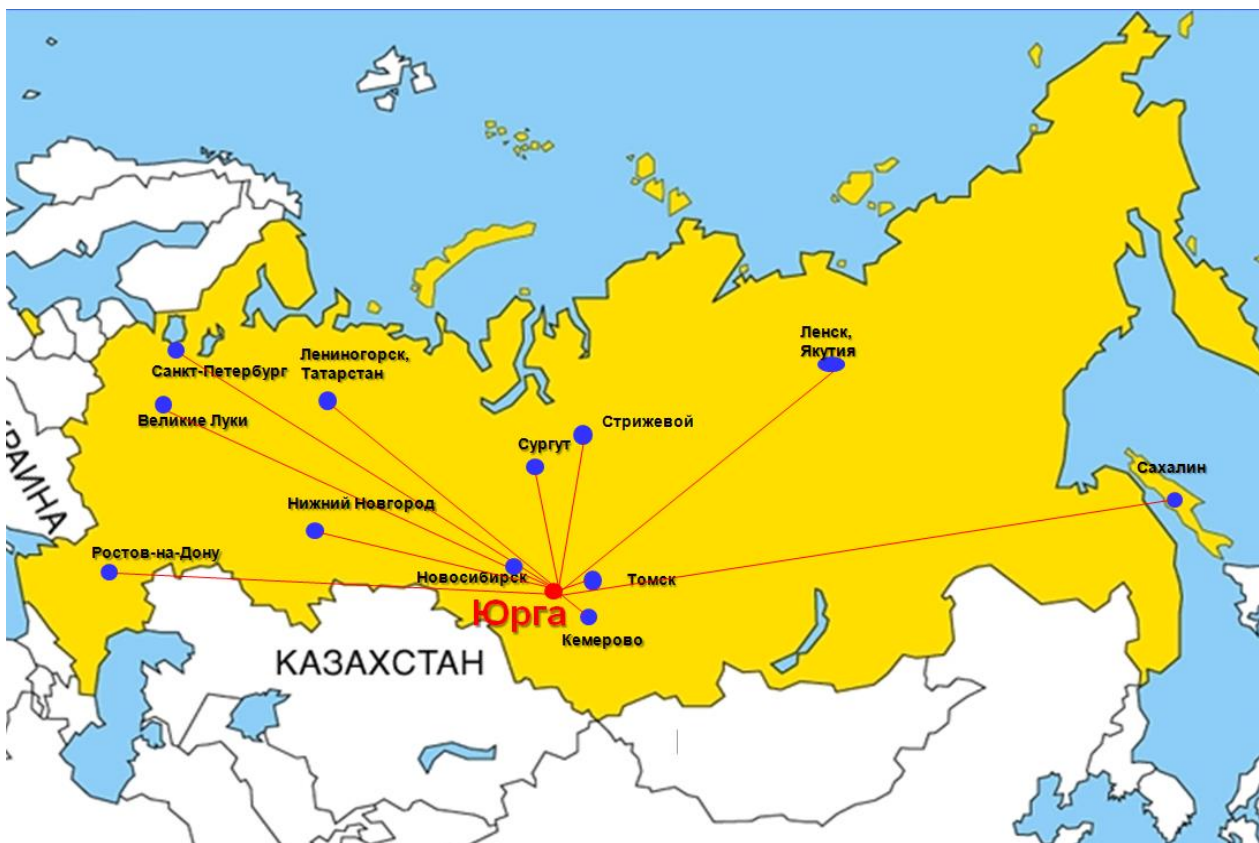 Ленск,
Якутия
Лениногорск,
Татарстан
Санкт-Петербург
Великие Луки
Стрижевой
Сургут
Сахалин
РАИНА
Нижний Новгород
Ростов-на-Дону
Новосибирск
Томск
Юрга
Кемерово
КАЗАХСТАН